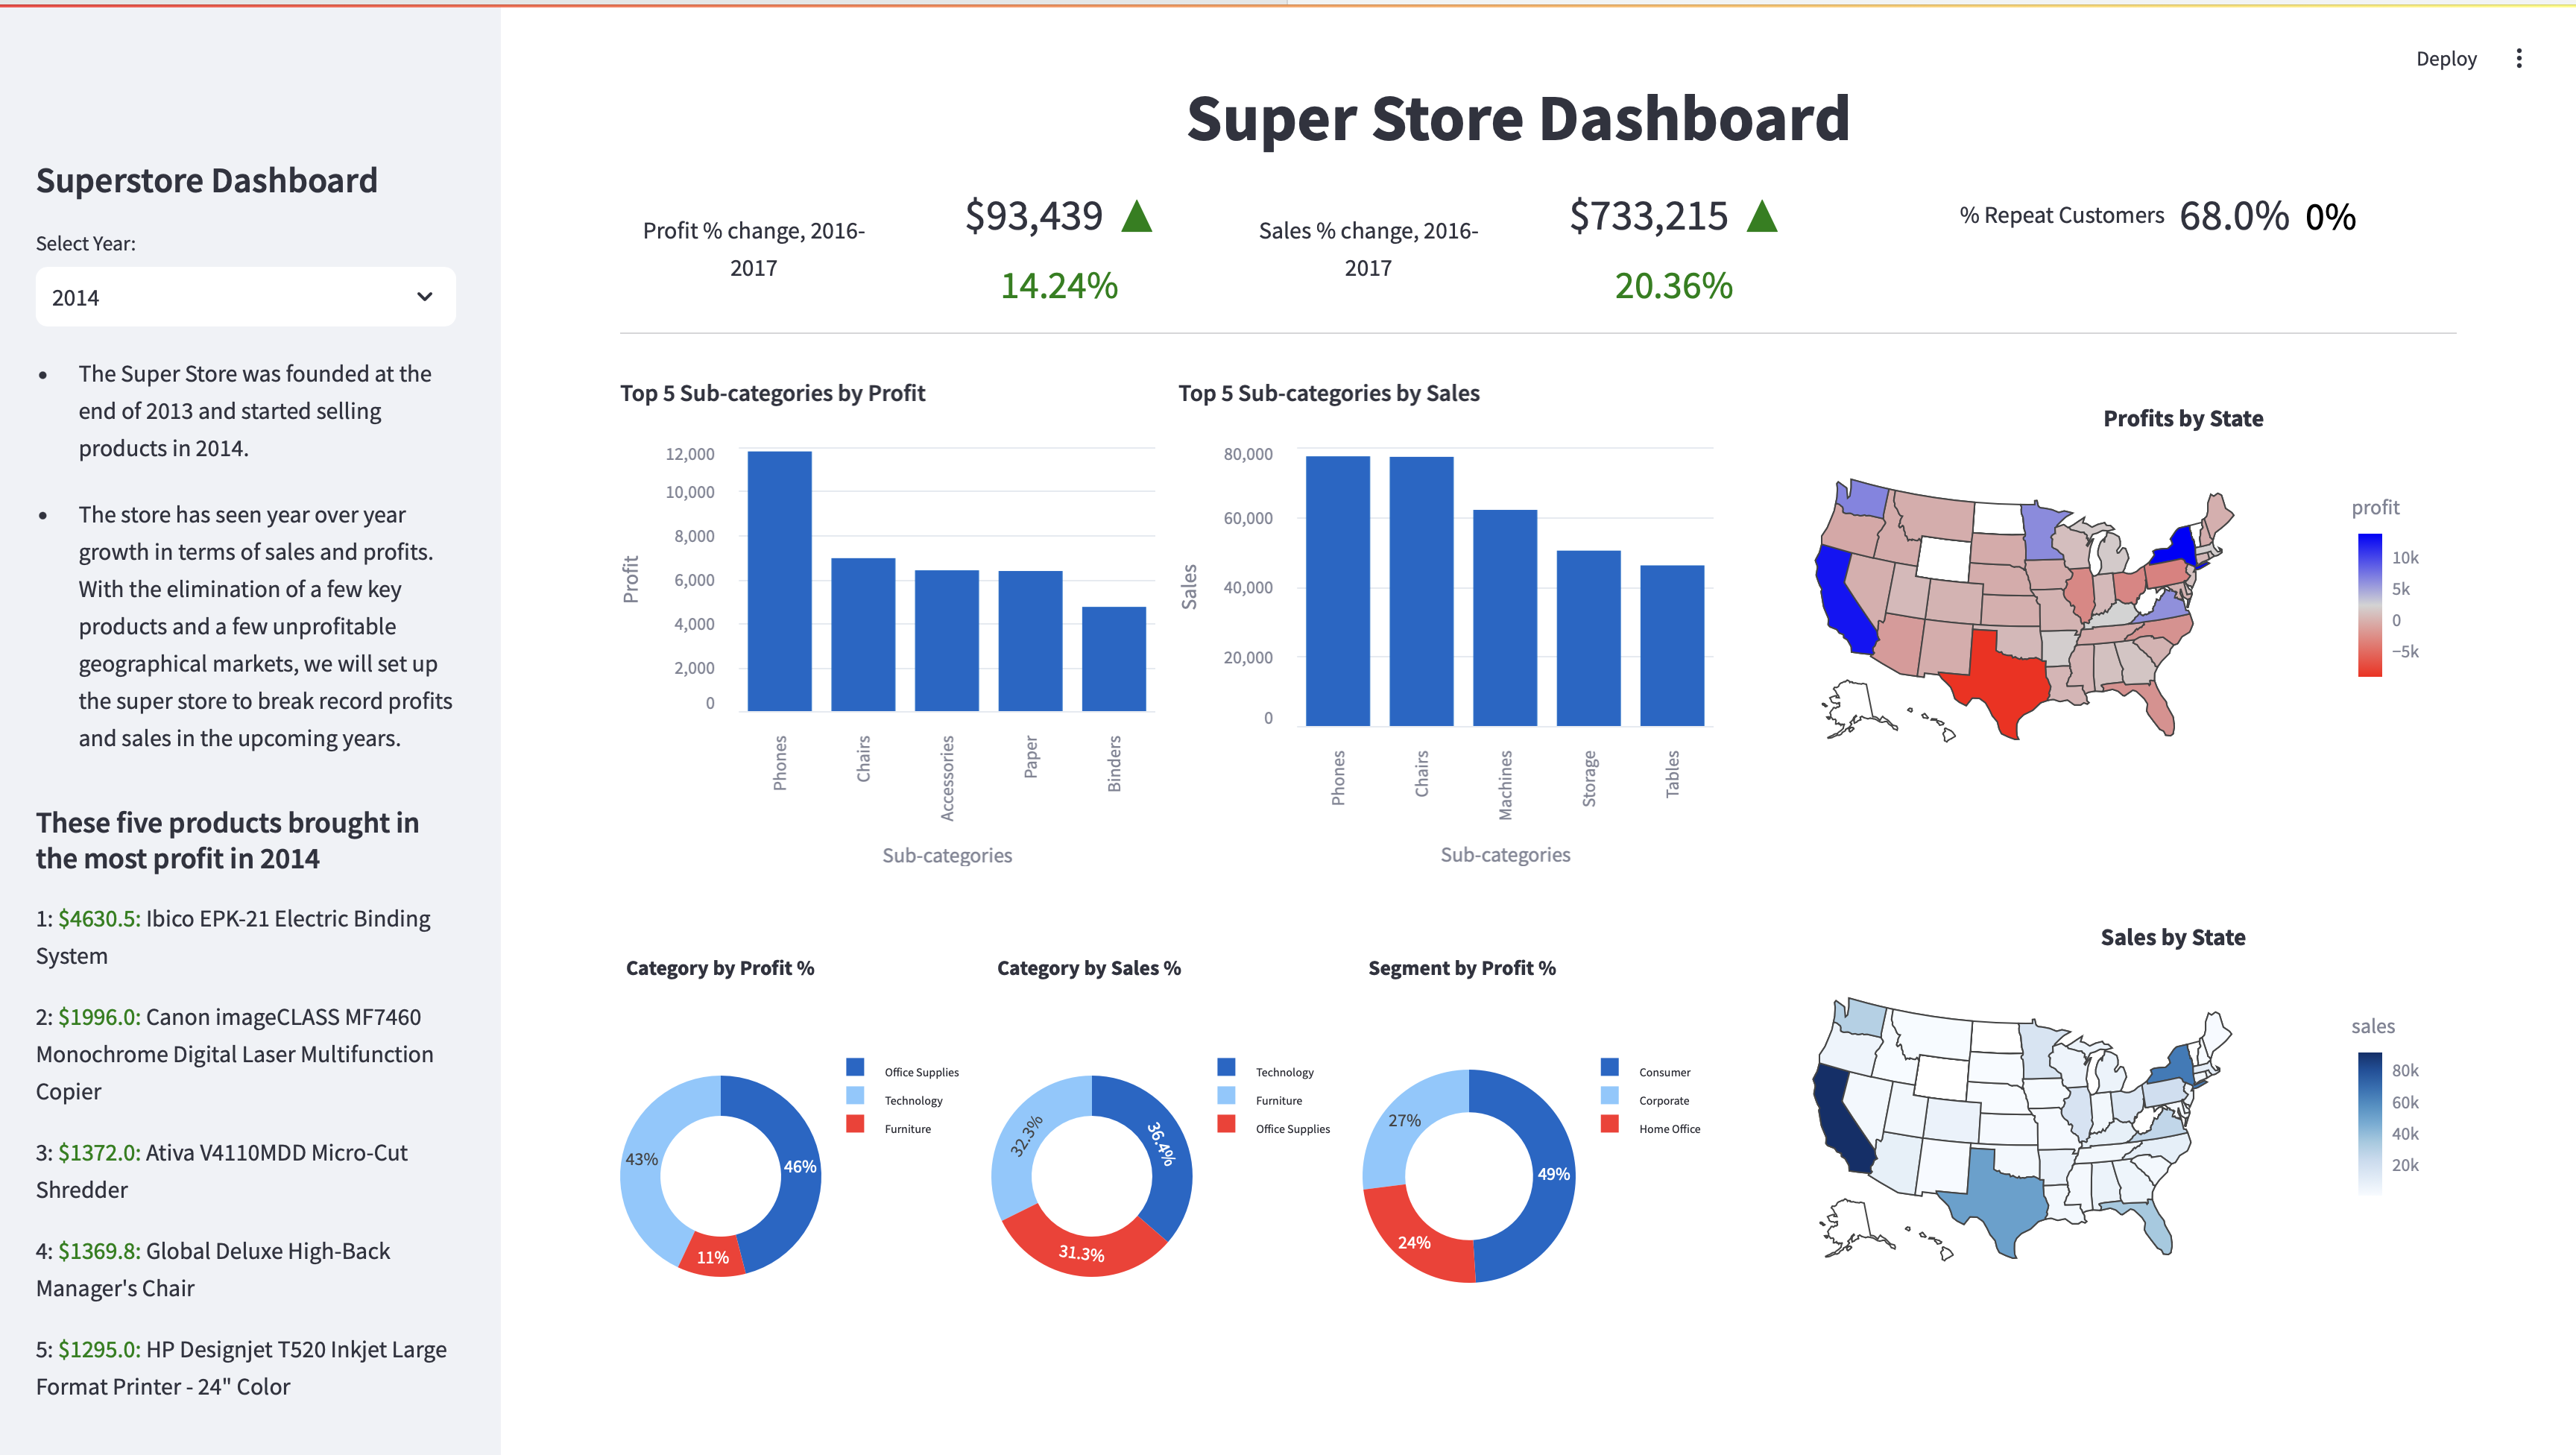 Deploy
Super Store Dashboard
Superstore Dashboard
Select Year:
2014
• The Super Store was founded at the
end of 2013 and started selling
products in 2014.
• The store has seen year over year
growth in terms of sales and profits.
With the elimination of a few key
products and a few unprofitable
geographical markets, we will set up
the super store to break record profits
and sales in the upcoming years.
These five products brought in
the most profit in 2014
1: $4630.5: Ibico EPK-21 Electric Binding
System
2: $1996.0: Canon imageCLASS MF7460
Monochrome Digital Laser Multifunction
Copier
3: $1372.0: Ativa V4110MDD Micro-Cut
Shredder
4: $1369.8: Global Deluxe High-Back
Manager's Chair
5: $1295.0: HP Designjet T520 Inkjet Large
Format Printer - 24" Color
Profit % change, 2016-
2017
$93,439 ▲
14.24%
Sales % change, 2016-
2017
$733,215 ▲
20.36%
% Repeat Customers 68.0% 0%
Top 5 Sub-categories by Profit
Profit
12,000
10,000
8,000
6,000
4,000
2,000
0
Phones
Chairs
Accessories
Paper
Binders
Sub-categories
Top 5 Sub-categories by Sales
Sales
80,000
60,000
40,000
20,000
0
Phones
Chairs
Machines
Storage
Tables
Sub-categories
Profits by State
profit
10k
5k
0
−5k
Category by Profit %
Office Supplies
Technology
Furniture
43%
46%
11%
Category by Sales %
Technology
Furniture
Office Supplies
32.3%
36.4%
31.3%
Segment by Profit %
Consumer
Corporate
Home Office
27%
49%
24%
Sales by State
sales
80k
60k
40k
20k